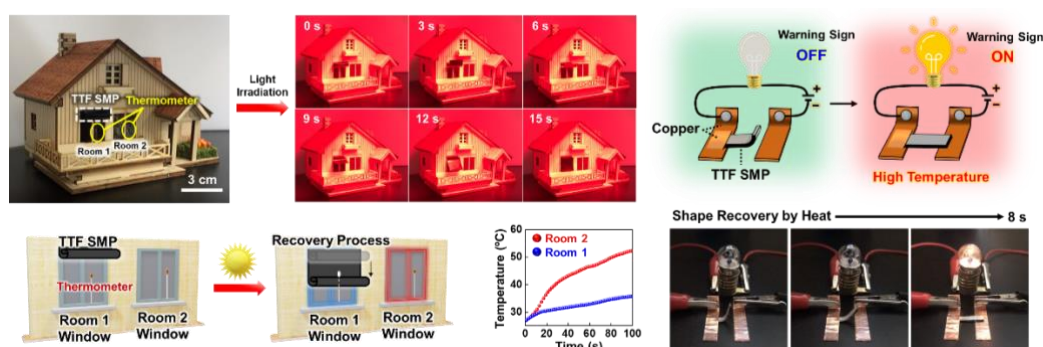 TTF SMP
Thermometer
Room 1
Room 2
3 cm
Light
Irradiation
0 s
3 s
6 s
9 s
12 s
15 s
Warning Sign
OFF
Copper
TTF SMP
Warning Sign
ON
High Temperature
+
−
+
−
TTF SMP
Thermometer
Room 1
Window
Room 2
Window
Recovery Process
Room 1
Window
Room 2
Window
Temperature (°C)
60
50
40
30
Room 2
Room 1
0 20 40 60 80 100
Time (s)
Shape Recovery by Heat
8 s